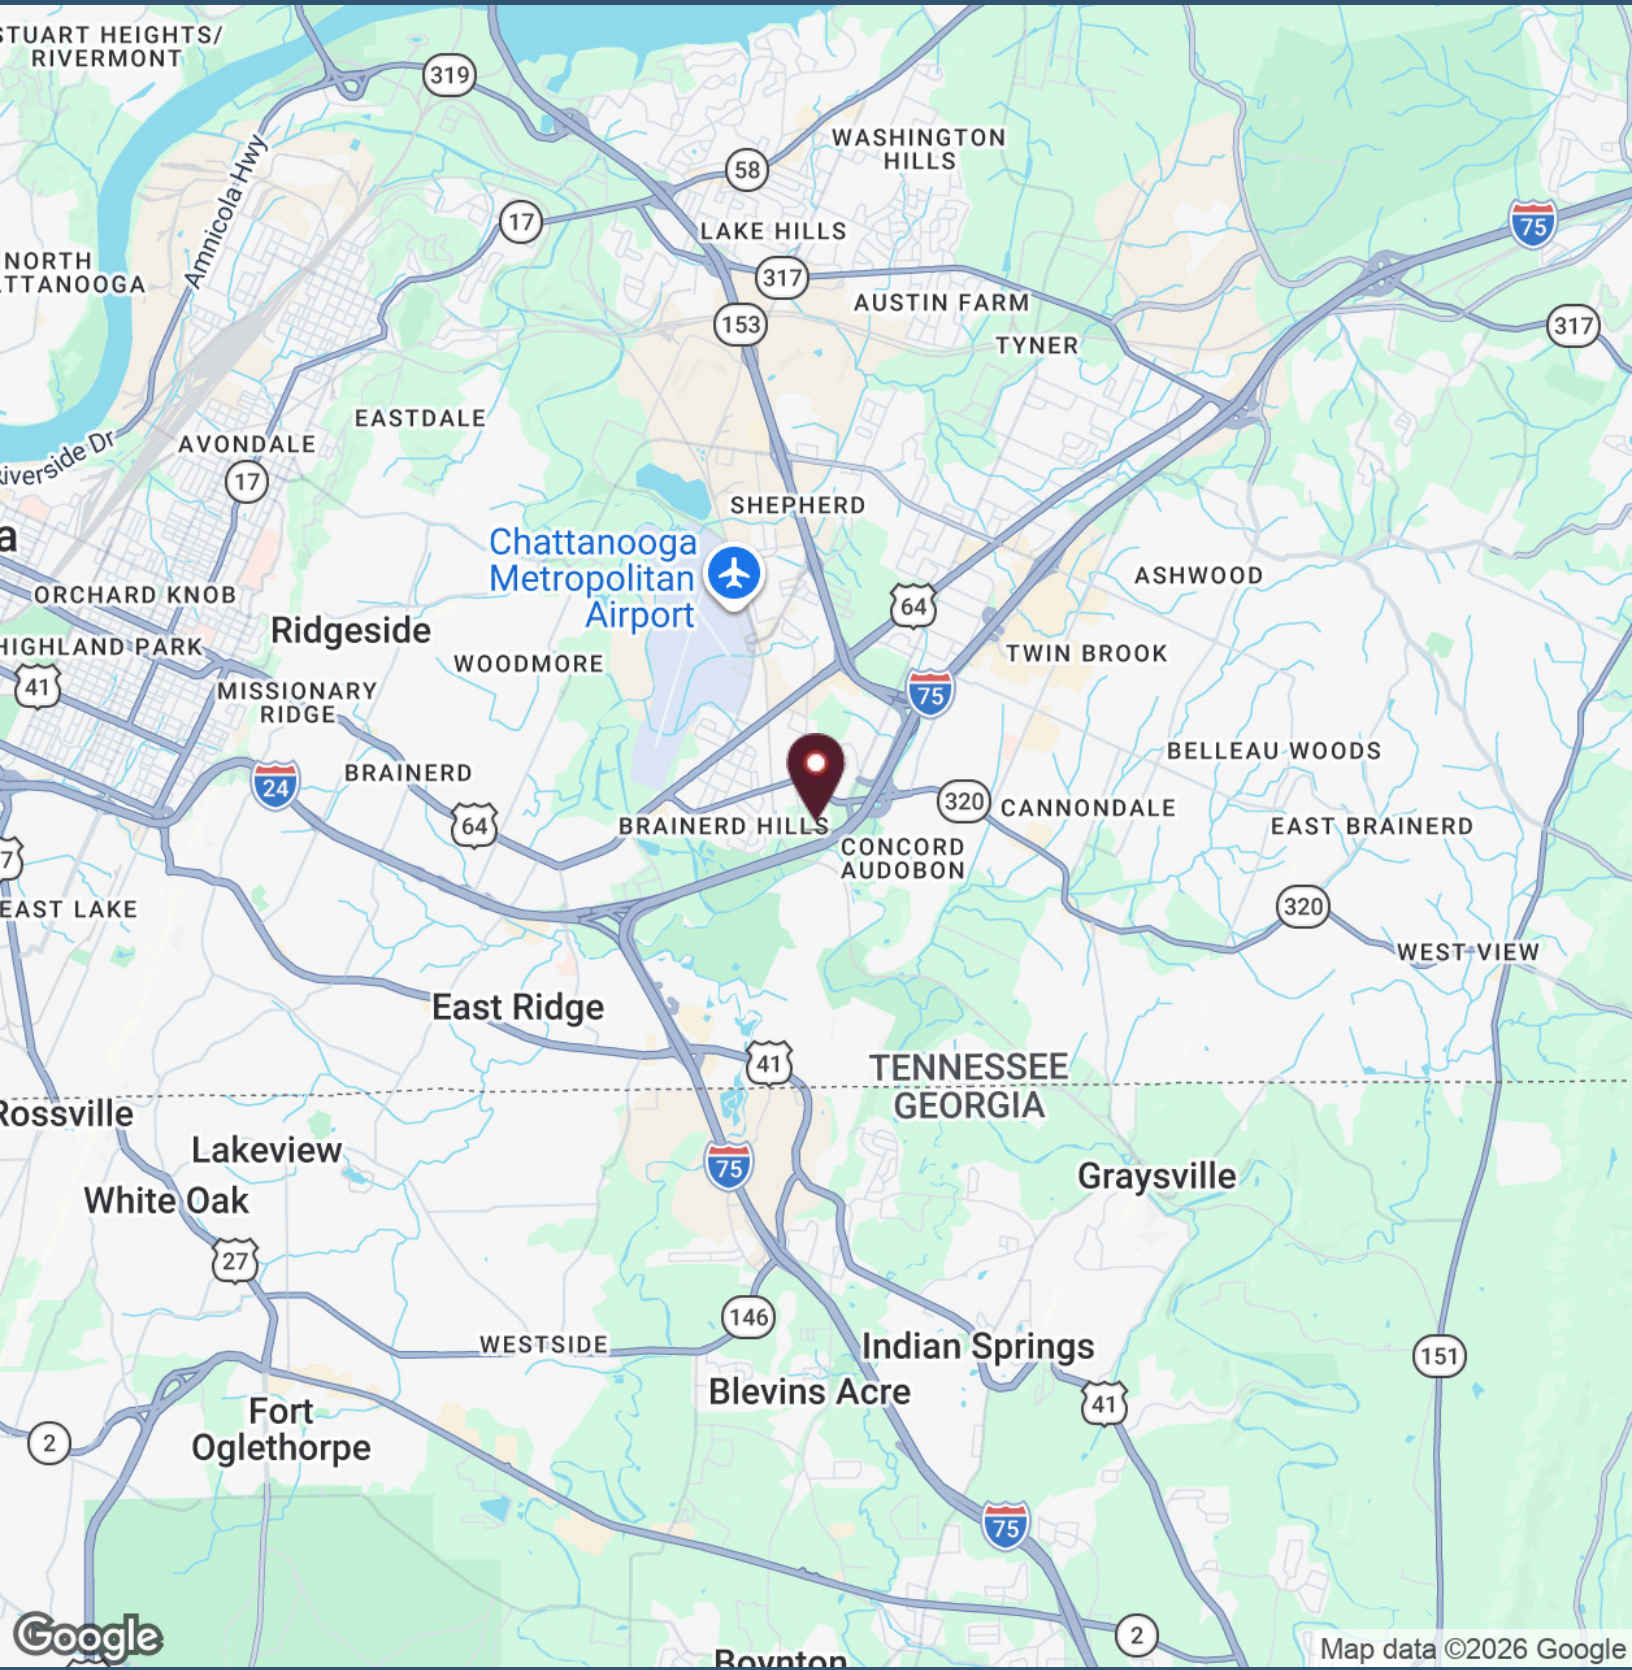 STUART HEIGHTS/
RIVERMONT
319
Amnicola Hwy
58
WASHINGTON
HILLS
17
LAKE HILLS
75
NORTH
317
TTANOOGA
AUSTIN FARM
153
317
TYNER
EASTDALE
AVONDALE
Riverside Dr
17
SHEPHERD
a
Chattanooga
Metropolitan
Airport
ASHWOOD
ORCHARD KNOB
64
Ridgeside
HIGHLAND PARK
WOODMORE
TWIN BROOK
41
MISSIONARY
RIDGE
75
BELLEAU WOODS
BRAINERD
24
320
CANNONDALE
64
BRAINERD HILLS
EAST BRAINERD
7
CONCORD
AUDOBON
EAST LAKE
320
WEST VIEW
East Ridge
41
TENNESSEE
GEORGIA
Rossville
Lakeview
75
Graysville
White Oak
27
146
WESTSIDE
Indian Springs
151
Blevins Acre
41
Fort
Oglethorpe
2
75
2
Google
Boynton
Map data ©2026 Google